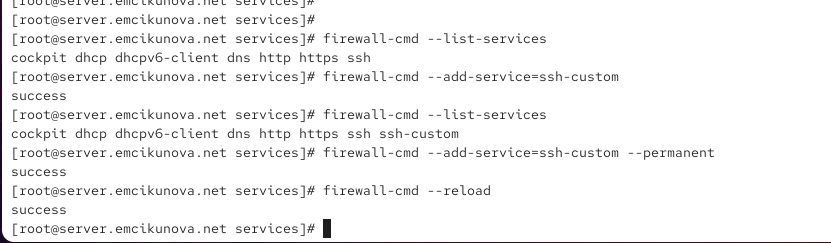 [root@server.emcikunova.net services]#
[root@server.emcikunova.net services]#
[root@server.emcikunova.net services]# firewall-cmd --list-services
cockpit dhcp dhcpv6-client dns http https ssh
[root@server.emcikunova.net services]# firewall-cmd --add-service=ssh-custom
success
[root@server.emcikunova.net services]# firewall-cmd --list-services
cockpit dhcp dhcpv6-client dns http https ssh ssh-custom
[root@server.emcikunova.net services]# firewall-cmd --add-service=ssh-custom --permanent
success
[root@server.emcikunova.net services]# firewall-cmd --reload
success
[root@server.emcikunova.net services]#